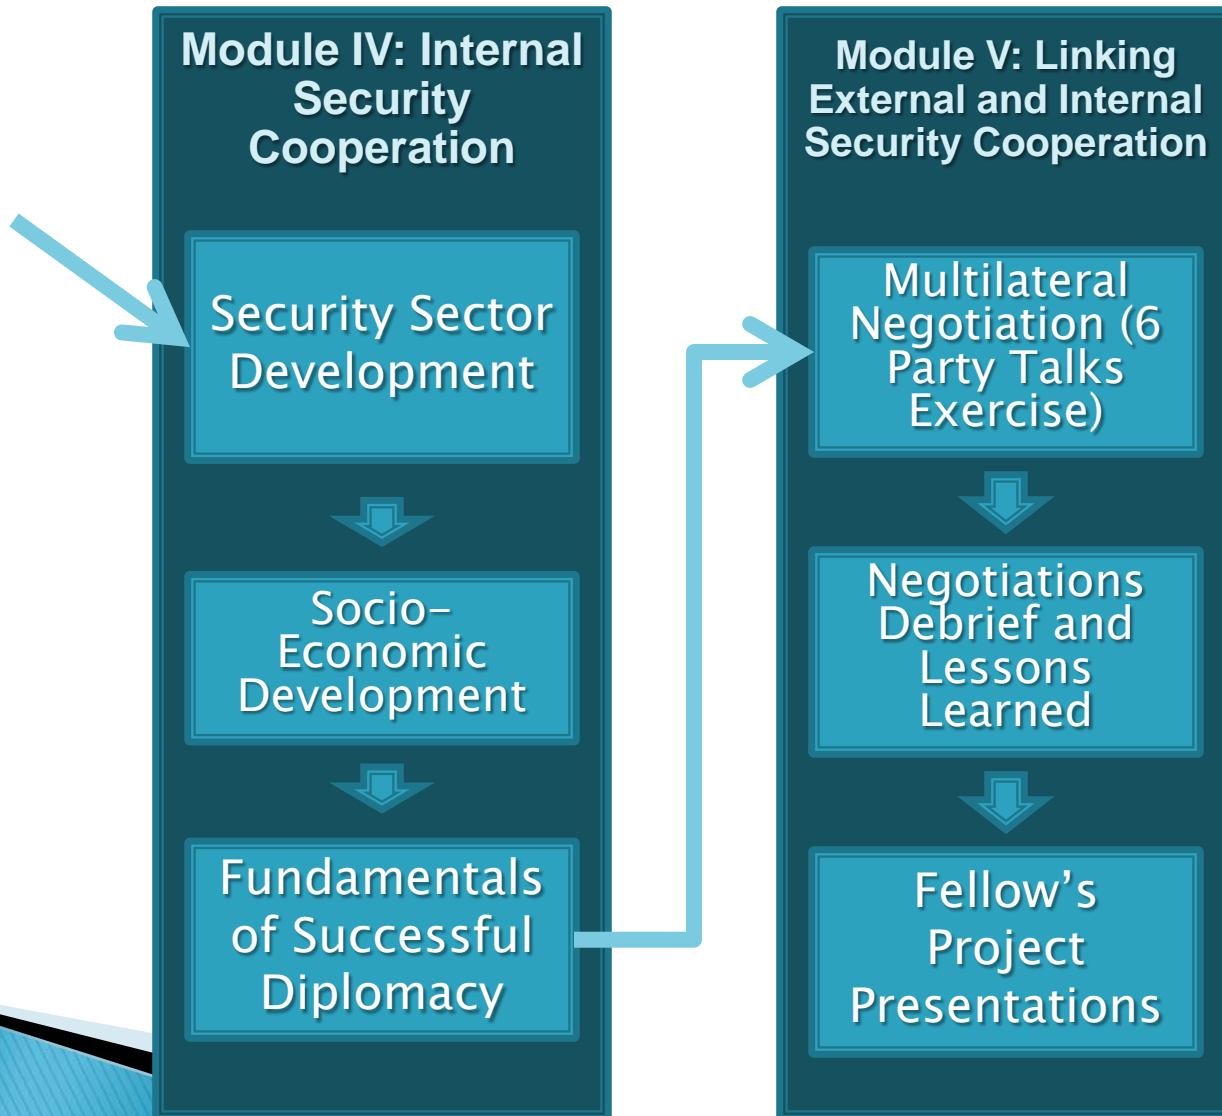 Module IV: Internal
Security
Cooperation
Security Sector
Development
Socio-
Economic
Development
Fundamentals
of Successful
Diplomacy
Module V: Linking
External and Internal
Security Cooperation
Multilateral
Negotiation (6
Party Talks
Exercise)
Negotiations
Debrief and
Lessons
Learned
Fellow’s
Project
Presentations